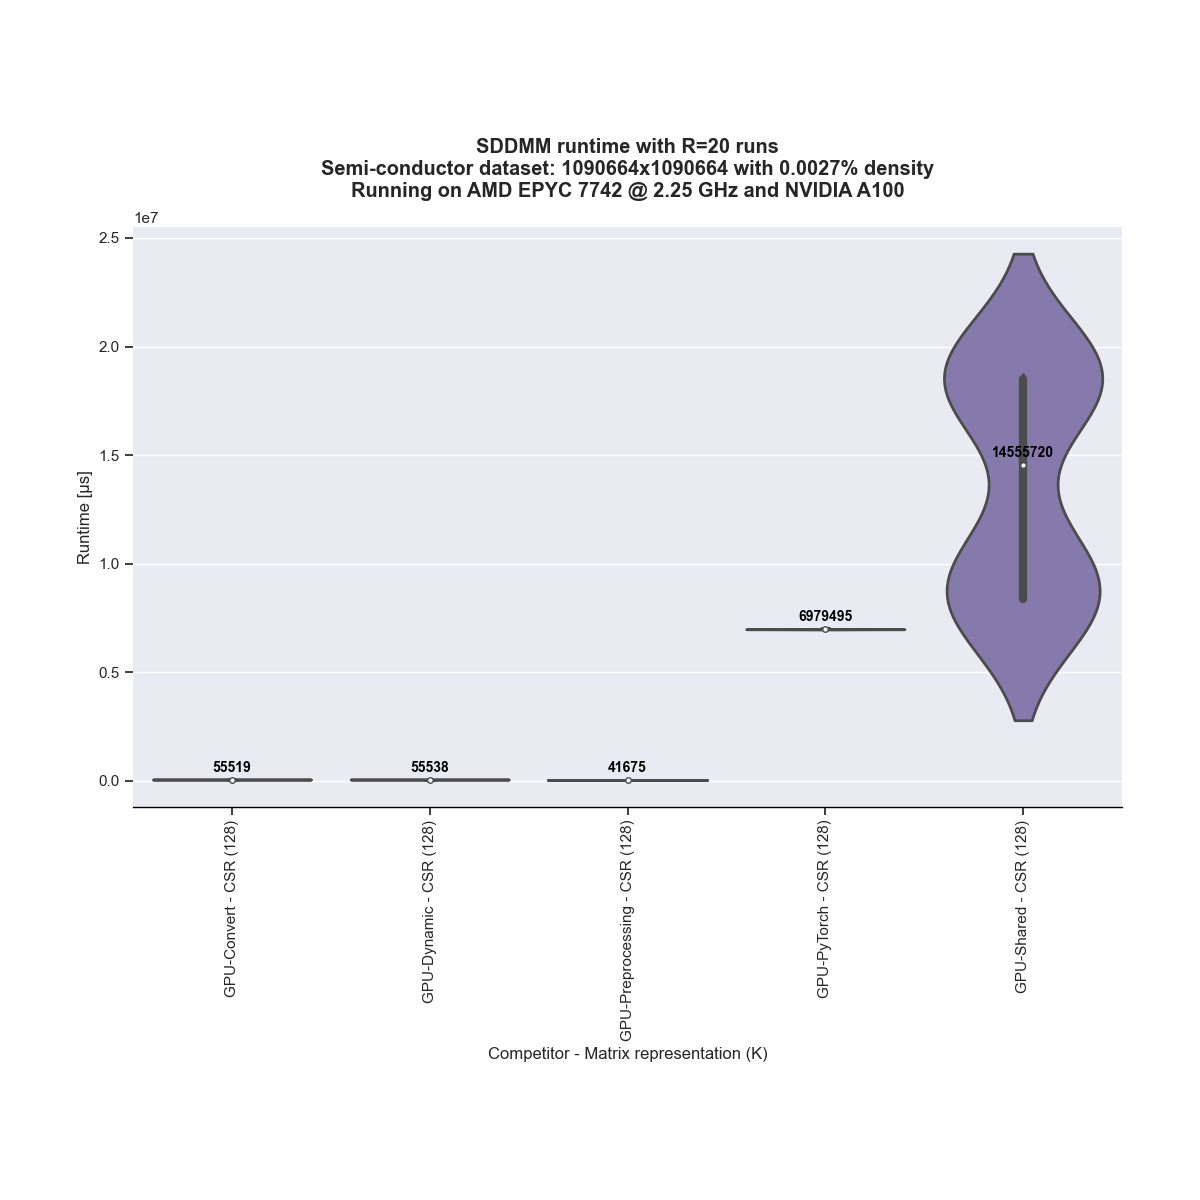 SDDMM runtime with R=20 runs
Semi-conductor dataset: 1090664x1090664 with 0.0027% density
Running on AMD EPYC 7742 @ 2.25 GHz and NVIDIA A100
1e7
2.5
2.0
1.5
1.0
0.5
0.0
Runtime [μs]
55519
55538
41675
6979495
14555720
GPU-Convert - CSR (128)
GPU-Dynamic - CSR (128)
GPU-Preprocessing - CSR (128)
GPU-PyTorch - CSR (128)
GPU-Shared - CSR (128)
Competitor - Matrix representation (K)